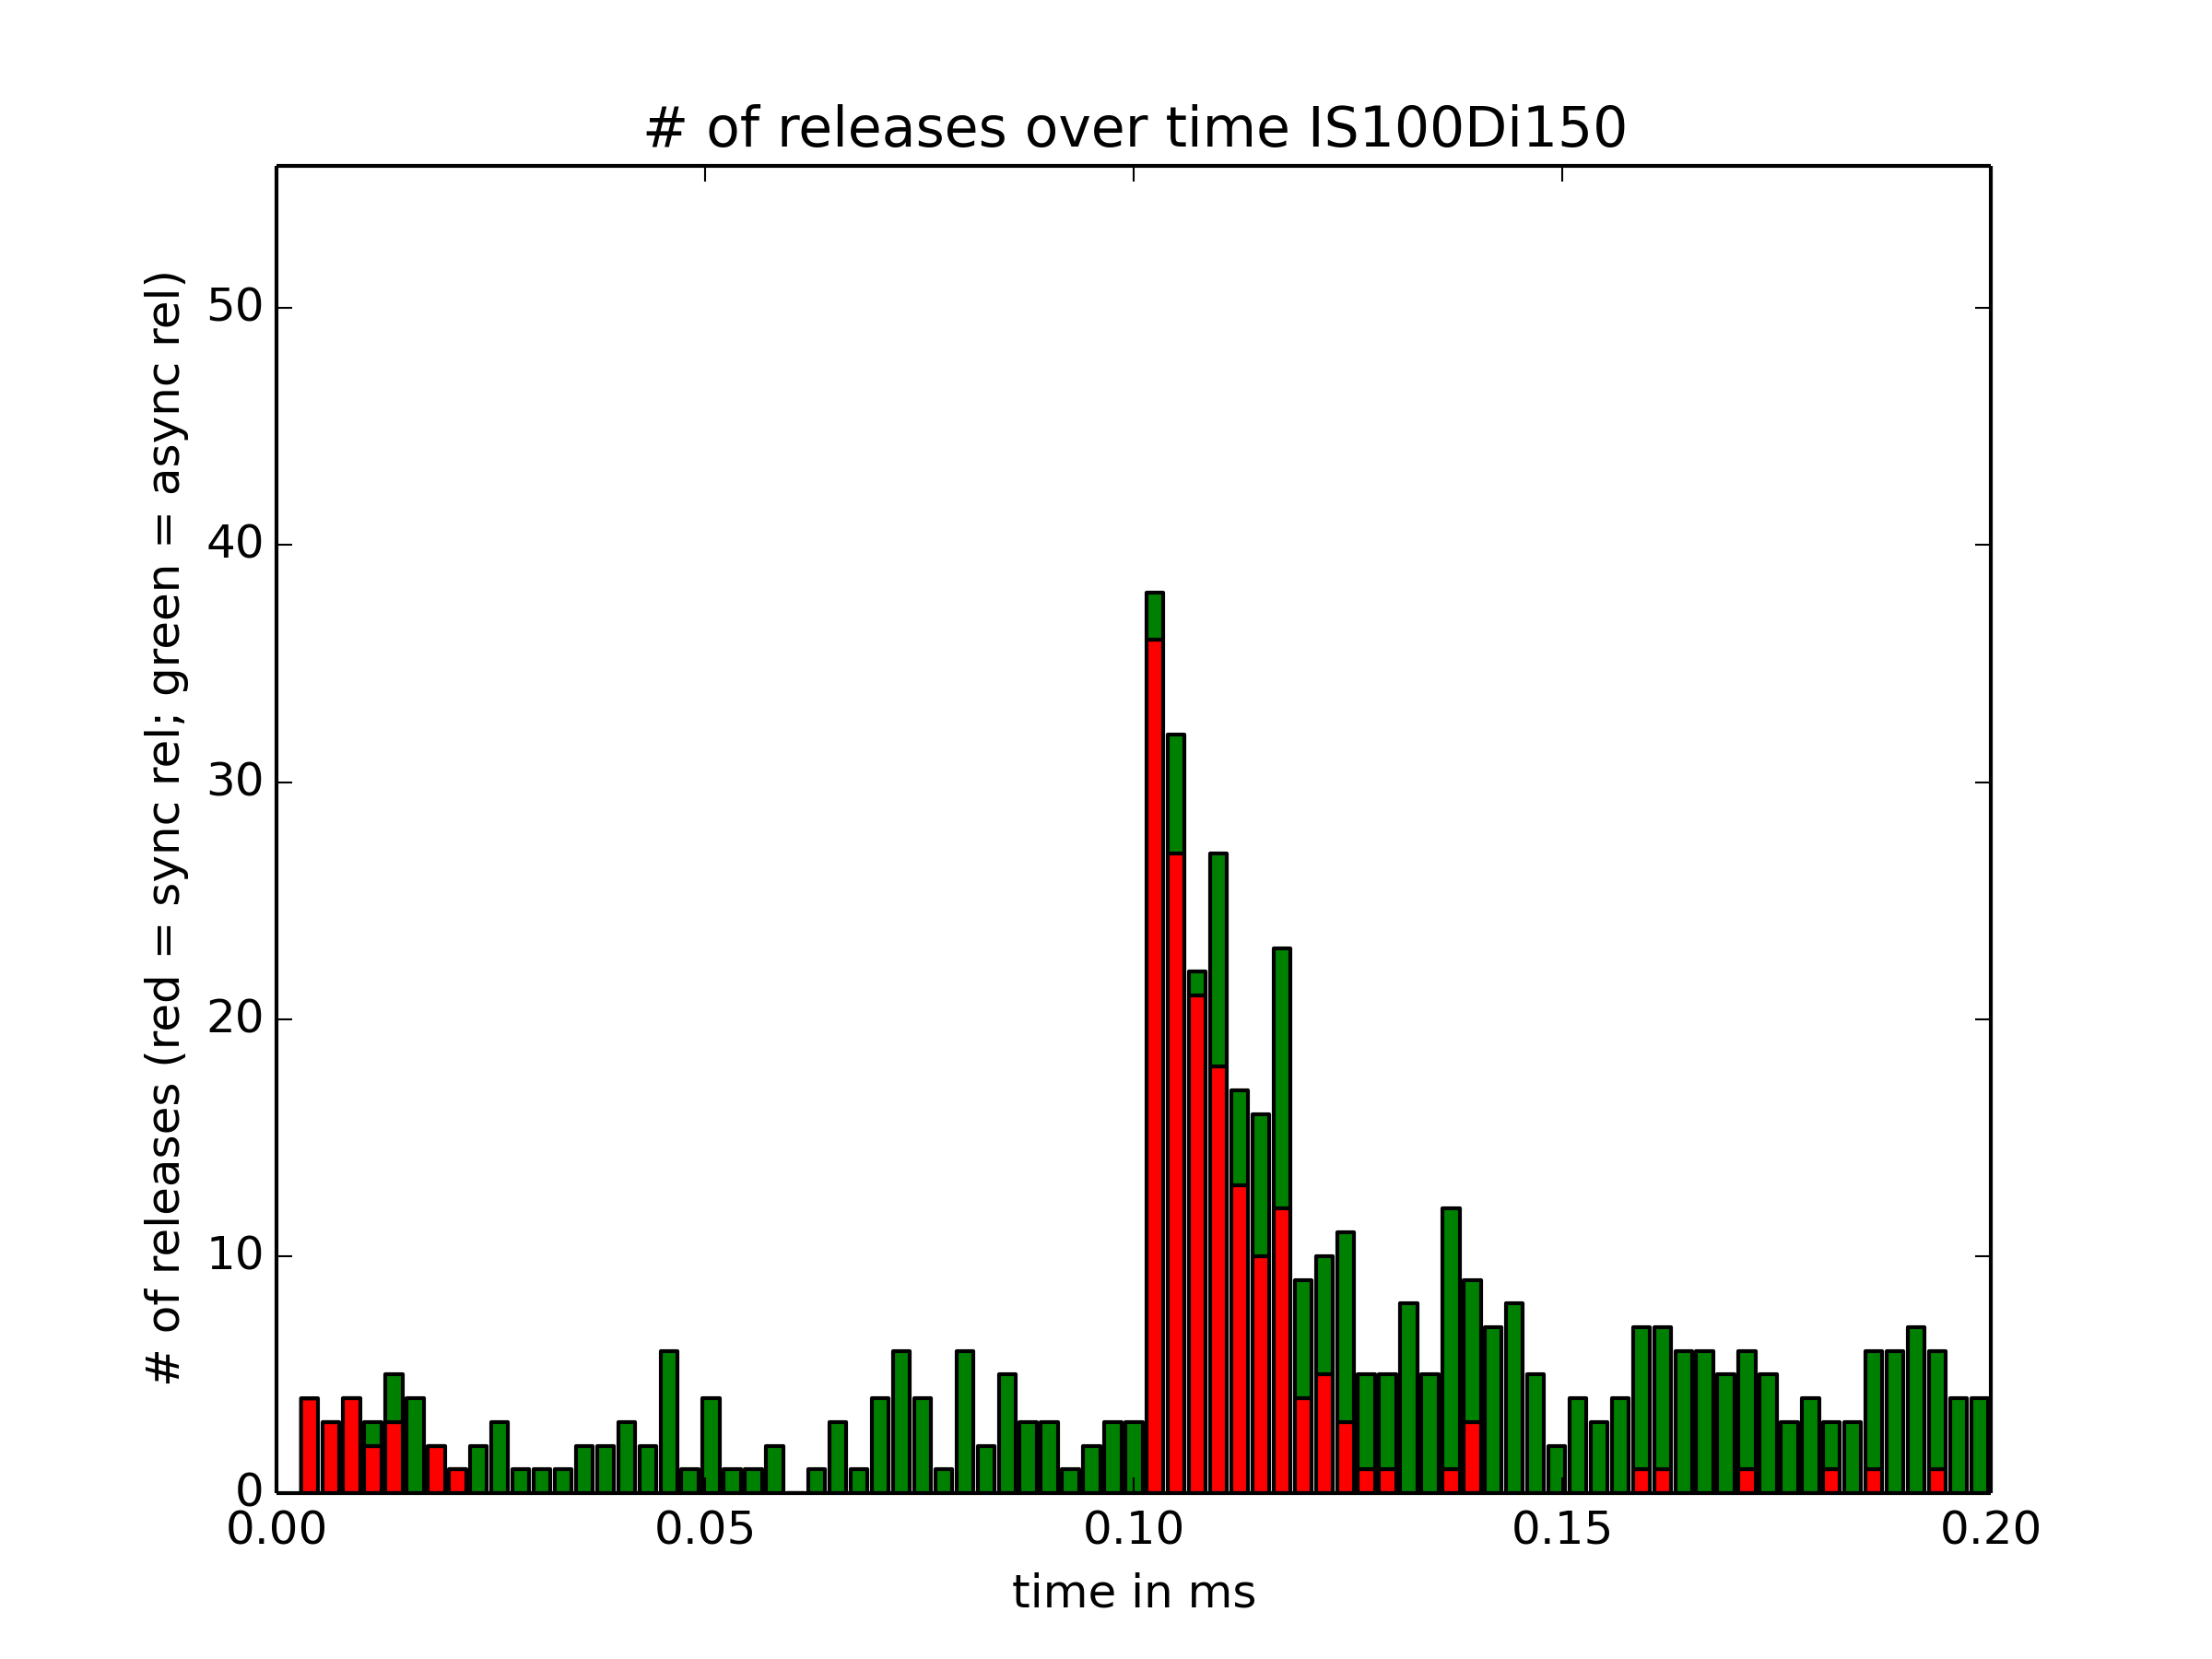 # of releases over time IS100Di150
# of releases (red = sync rel; green = async rel)
50
40
30
20
10
0
0.00 0.05 0.10 0.15 0.20
time in ms